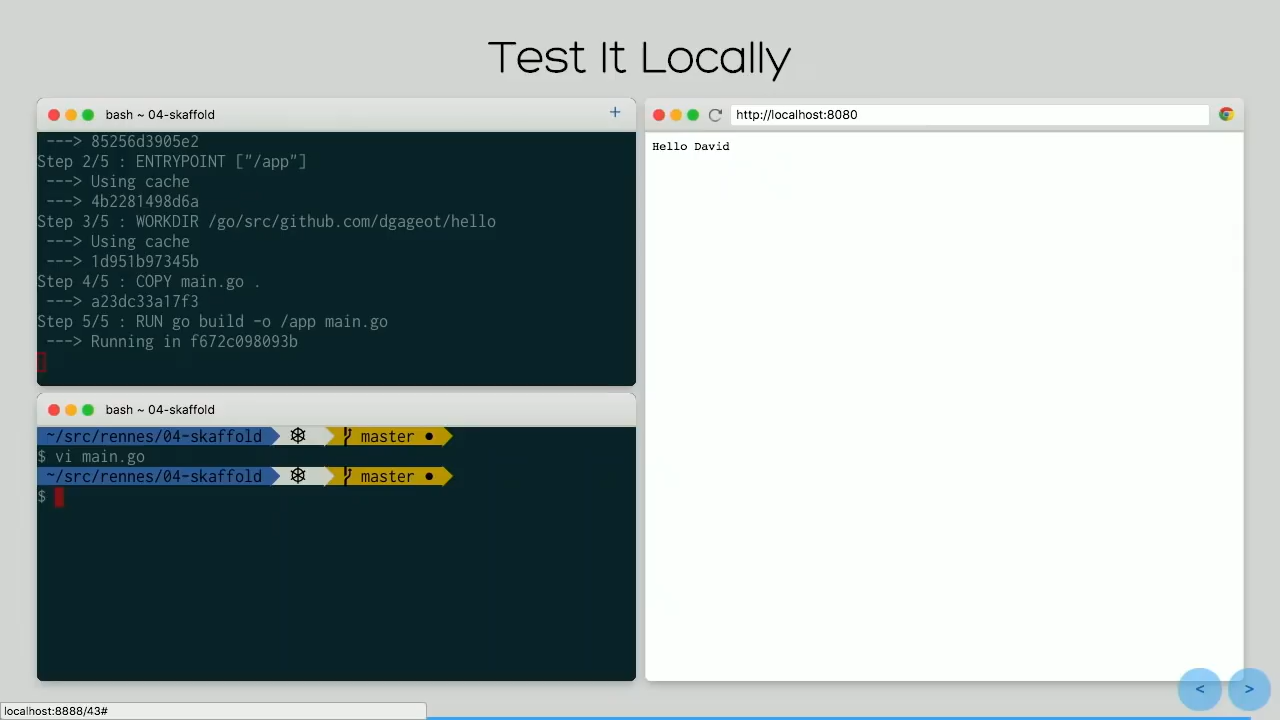 Test It Locally
bash ~ 04-skaffold
+
---> 85256d3905e2
Step 2/5 : ENTRYPOINT ["/app"]
---> Using cache
---> 4b2281498d6a
Step 3/5 : WORKDIR /go/src/github.com/dgageot/hello
---> Using cache
---> 1d951b97345b
Step 4/5 : COPY main.go .
---> a23dc33a17f3
Step 5/5 : RUN go build -o /app main.go
---> Running in f672c098093b
bash ~ 04-skaffold
~/src/rennes/04-skaffold master ●
$ vi main.go
~/src/rennes/04-skaffold master ●
$
http://localhost:8080
Hello David
< >
localhost:8888/43#